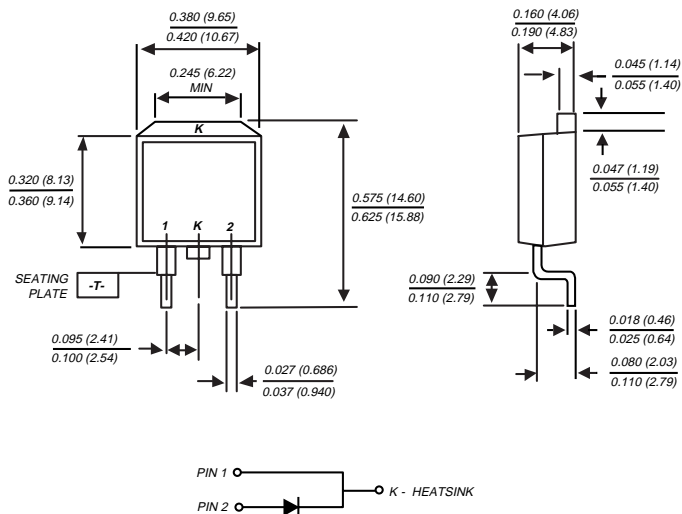 0.380 (9.65)
0.420 (10.67)
0.245 (6.22)
MIN
K
0.320 (8.13)
0.360 (9.14)
0.575 (14.60)
0.625 (15.88)
1 K 2
SEATING
PLATE
-T-
0.095 (2.41)
0.100 (2.54)
0.027 (0.686)
0.037 (0.940)
0.160 (4.06)
0.190 (4.83)
0.045 (1.14)
0.055 (1.40)
0.047 (1.19)
0.055 (1.40)
0.090 (2.29)
0.110 (2.79)
0.018 (0.46)
0.025 (0.64)
0.080 (2.03)
0.110 (2.79)
PIN 1
K - HEATSINK
PIN 2